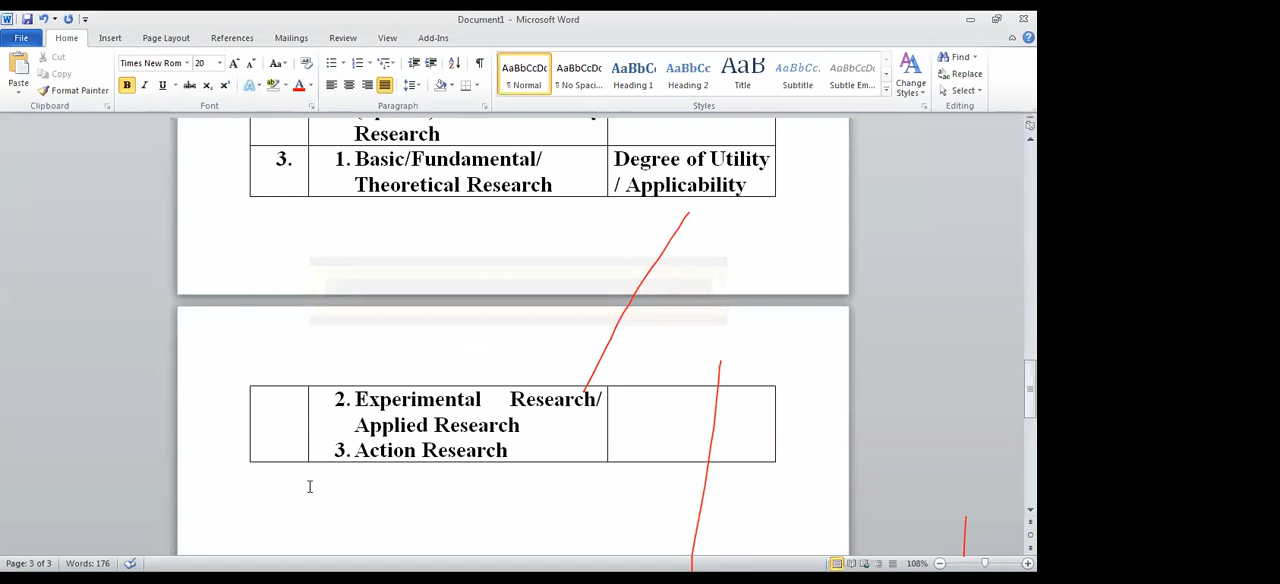 Document1 - Microsoft Word
File Home Insert Page Layout References Mailings Review View Add-Ins
Cut
Copy
Paste
Format Painter
Clipboard
Times New Rom 20
Font
Paragraph
AaBbCcDc AaBbCcDc AaBbCc AaBbCc AaB AaBbCc. AaBbCcDc
¶ Normal ¶ No Spaci... Heading 1 Heading 2 Title Subtitle Subtle Em...
Change
Styles
Styles
Find
Replace
Select
Editing
Research
3. 1. Basic/Fundamental/ Degree of Utility
Theoretical Research / Applicability
2. Experimental Research/
Applied Research
3. Action Research
Page: 3 of 3 Words: 176 108%